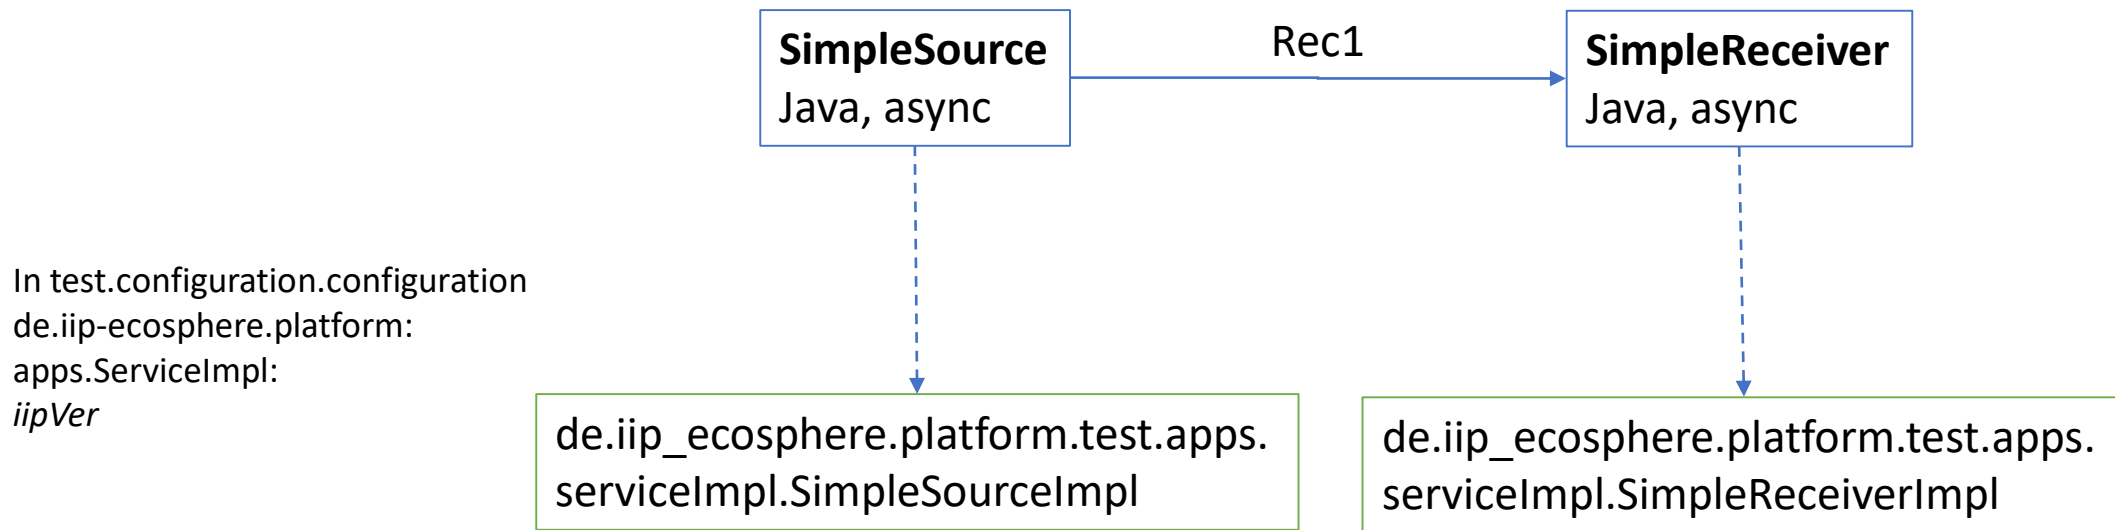 SimpleSource
Java, async
Rec1
SimpleReceiver
Java, async
In test.configuration.configuration
de.iip-ecosphere.platform:
apps.ServiceImpl:
iipVer
de.iip_ecosphere.platform.test.apps.
serviceImpl.SimpleSourceImpl
de.iip_ecosphere.platform.test.apps.
serviceImpl.SimpleReceiverImpl